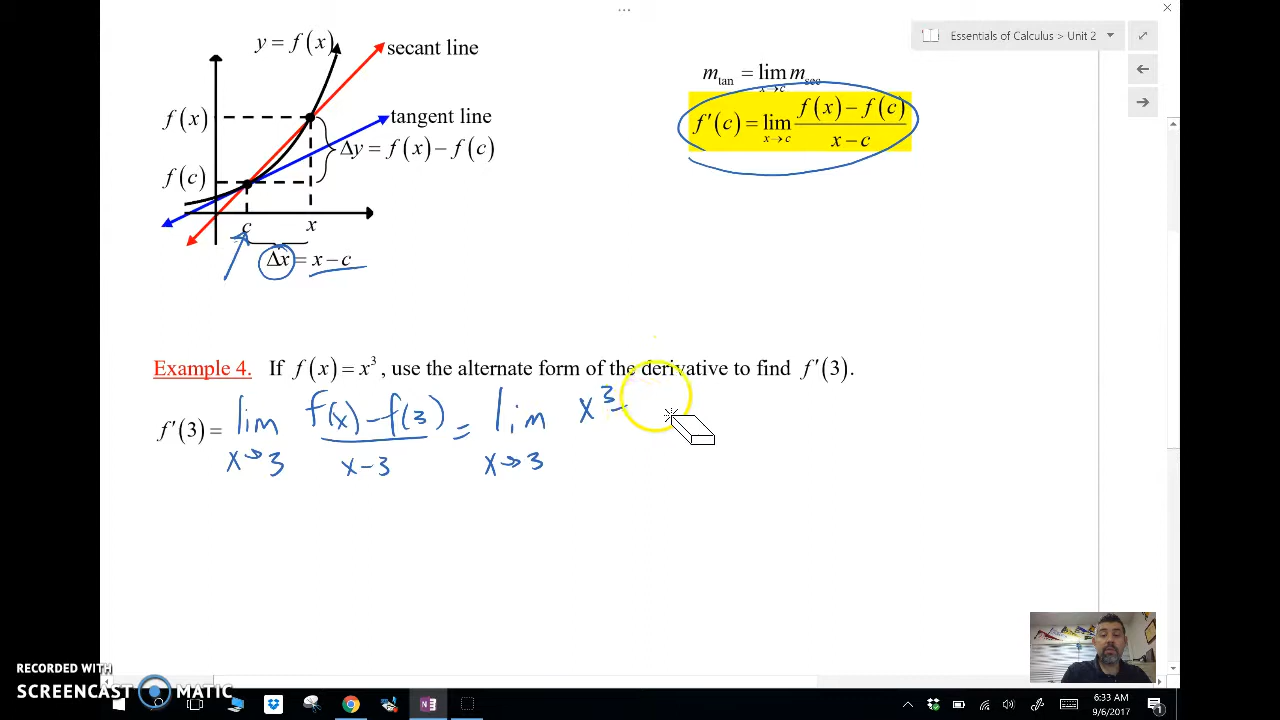 Essentials of Calculus > Unit 2
y = f(x)
secant line
f(x)
tangent line
Δy = f(x) − f(c)
f(c)
c
x
Δx = x − c
m_tan = lim_{x→c} m_sec
f′(c) = lim_{x→c} (f(x) − f(c))/(x − c)
Example 4. If f(x) = x³, use the alternate form of the derivative to find f′(3).
f′(3) = lim_{x→3} (f(x) − f(3))/(x − 3) = lim_{x→3} x³ −
RECORDED WITH
SCREENCAST MATIC
6:33 AM
9/6/2017